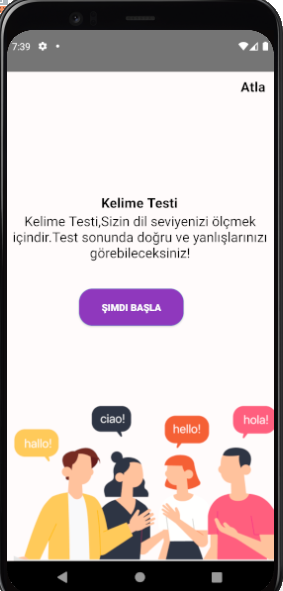 7:39
Atla
Kelime Testi
Kelime Testi,Sizin dil seviyenizi ölçmek
içindir.Test sonunda doğru ve yanlışlarınızı
görebileceksiniz!
ŞIMDI BAŞLA
ciao!
hola!
hello!
hallo!